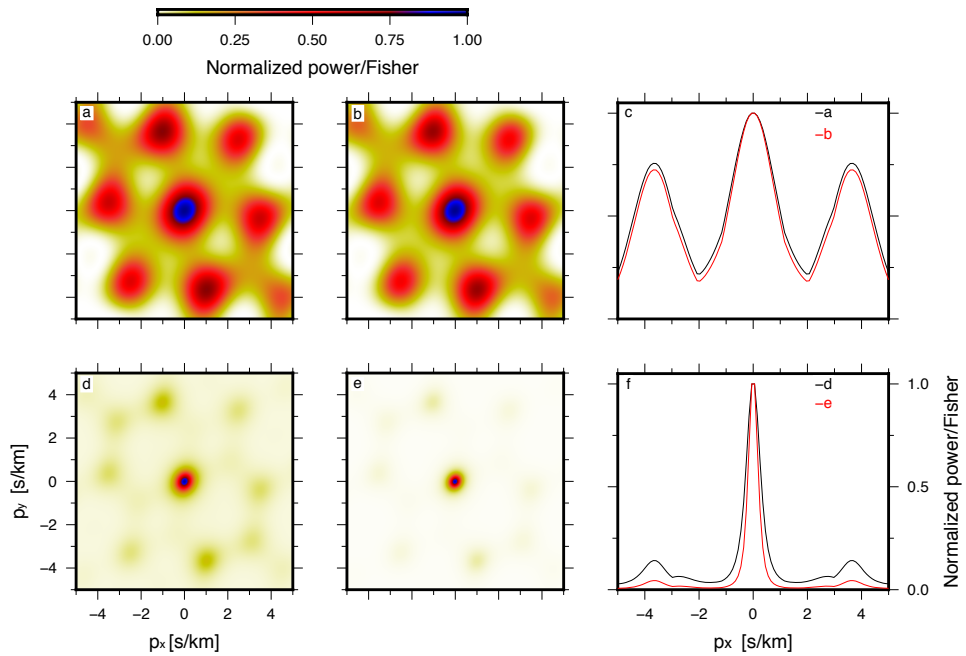 0.00 0.25 0.50 0.75 1.00
Normalized power/Fisher
a b c –a
–b
d e f –d
–e
4
2
0
−2
−4
py [s/km]
1.0
0.5
0.0
Normalized power/Fisher
−4 −2 0 2 4 −4 −2 0 2 4
px [s/km] px [s/km]